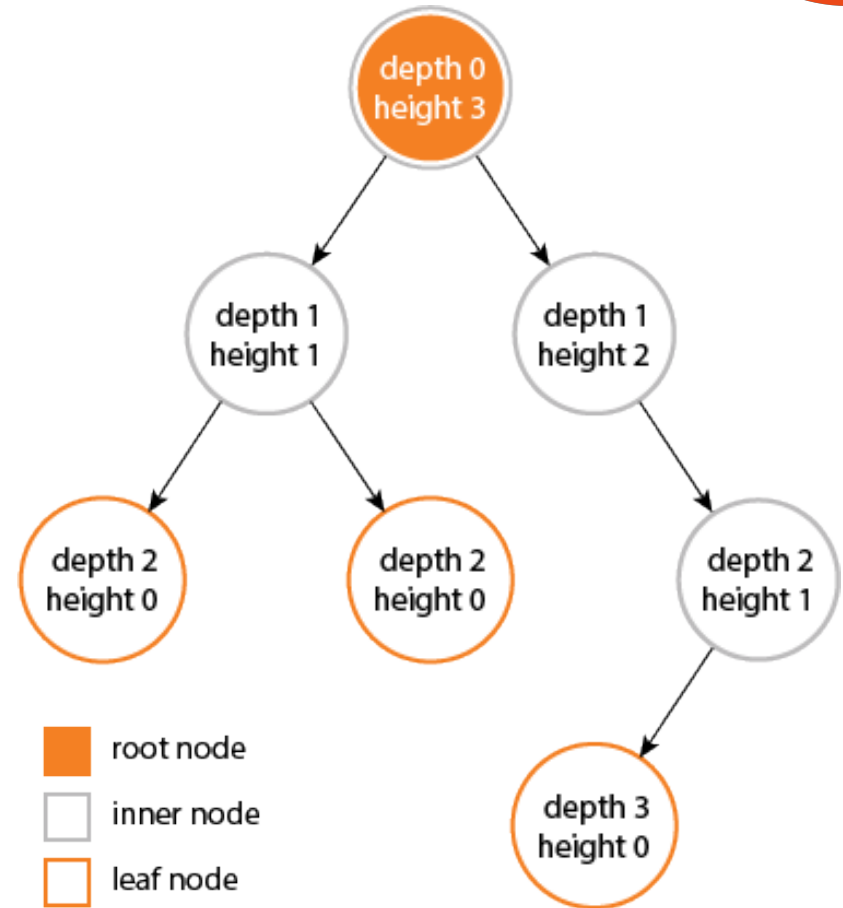 depth 0
height 3
depth 1
height 1
depth 1
height 2
depth 2
height 0
depth 2
height 0
depth 2
height 1
depth 3
height 0
root node
inner node
leaf node